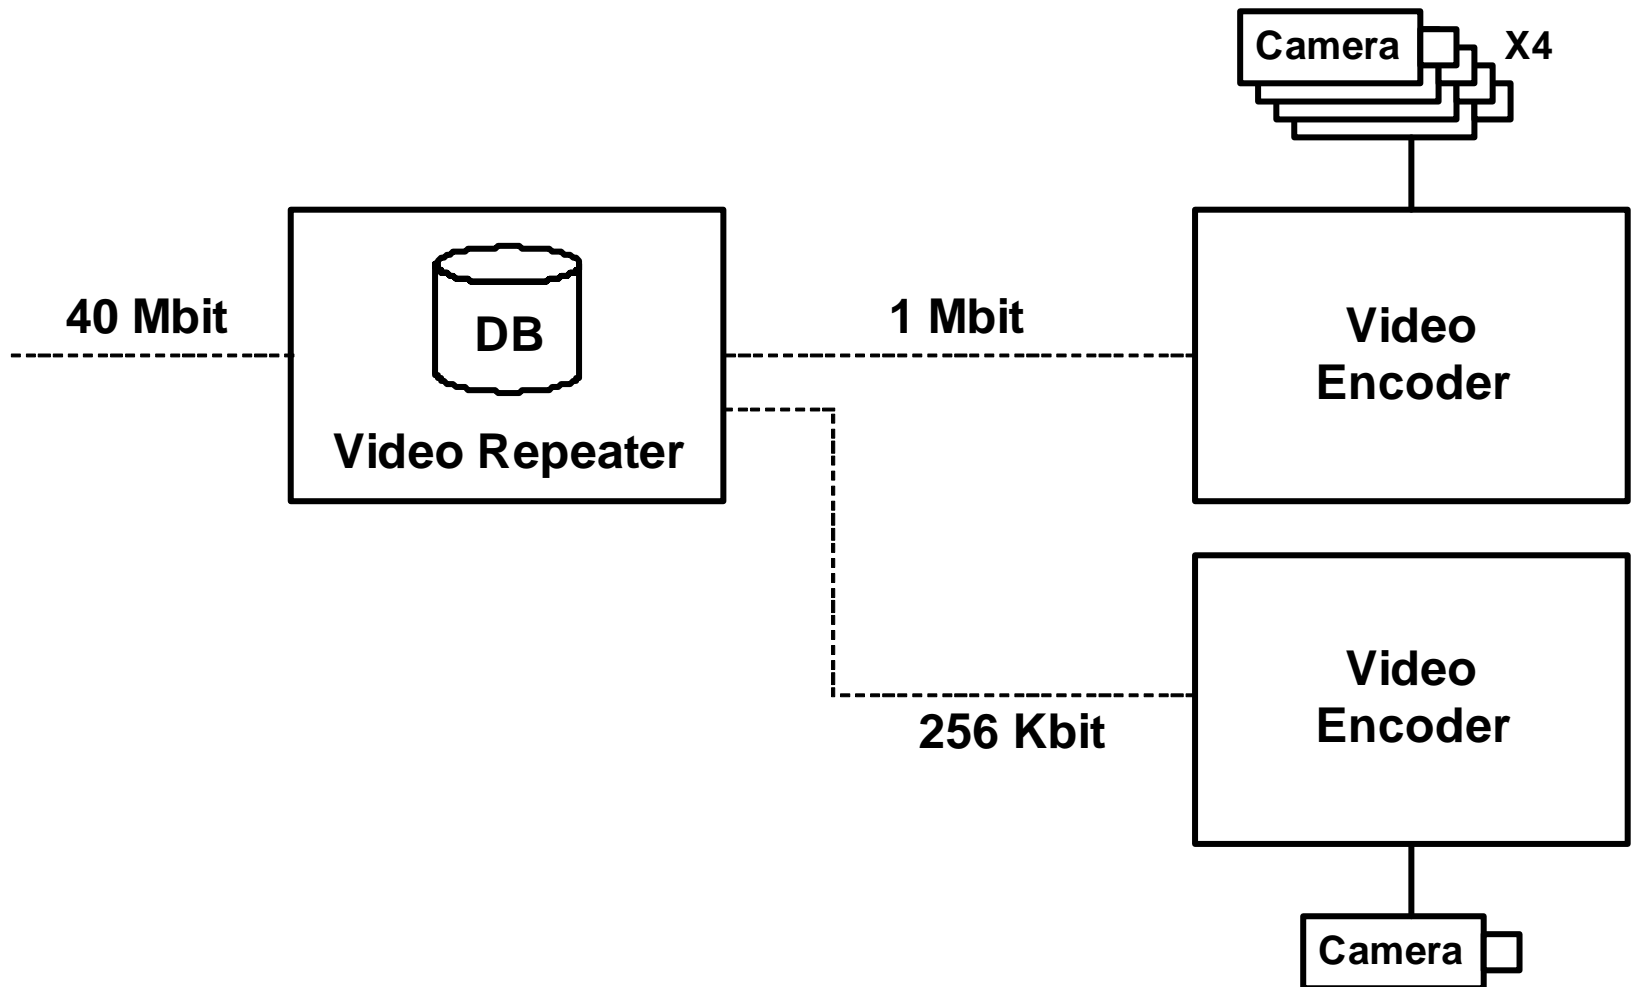 Camera
X4
40 Mbit
DB
Video Repeater
1 Mbit
Video
Encoder
256 Kbit
Video
Encoder
Camera